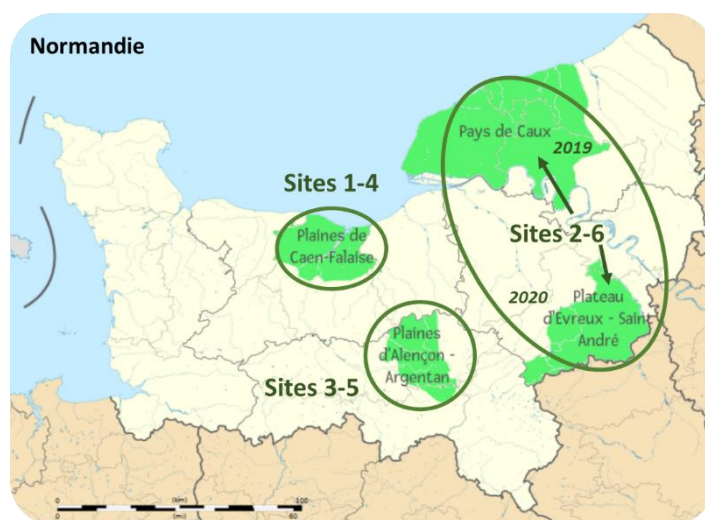 Normandie
Pays de Caux
2019
Sites 1-4
Plaines de
Caen-Falaise
Sites 2-6
2020
Plateau
d'Evreux - Saint
André
Plaines
d'Alençon -
Argentan
Sites 3-5
0
(km)
100
0
(mi)
60